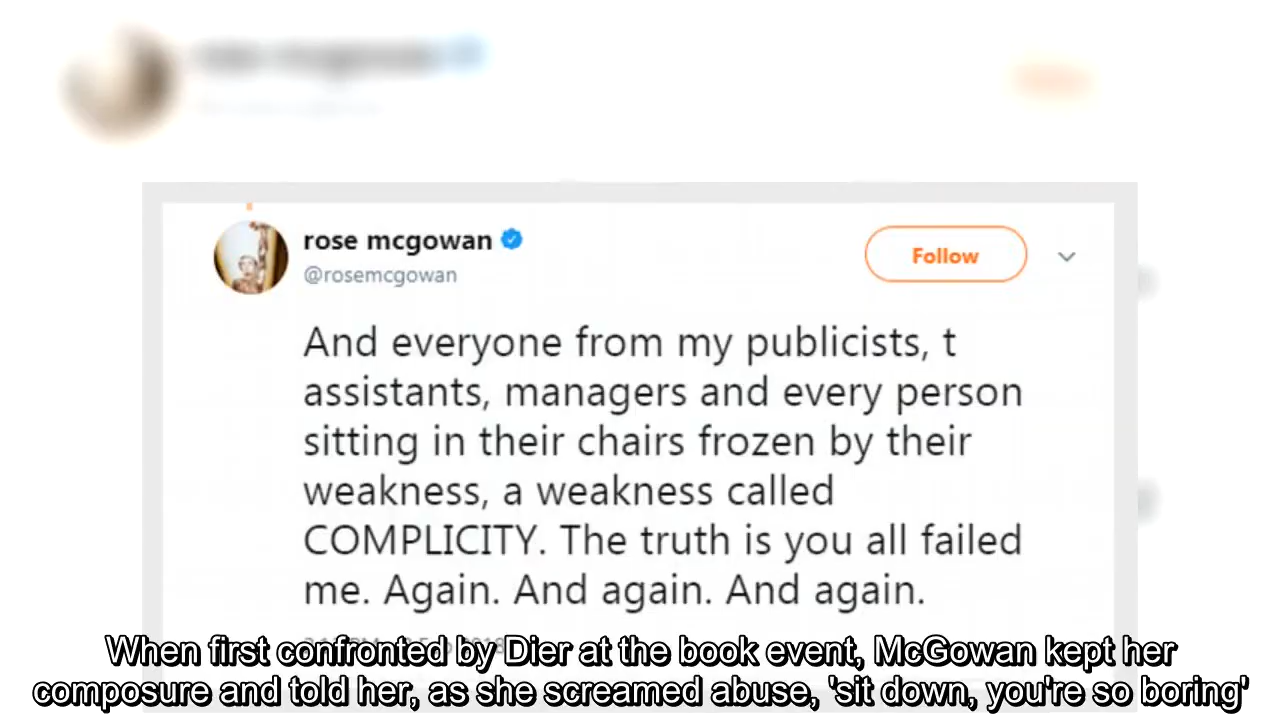 rose mcgowan
@rosemcgowan
Follow
And everyone from my publicists, t
assistants, managers and every person
sitting in their chairs frozen by their
weakness, a weakness called
COMPLICITY. The truth is you all failed
me. Again. And again. And again.
When first confronted by Dier at the book event, McGowan kept her
composure and told her, as she screamed abuse, 'sit down, you're so boring'